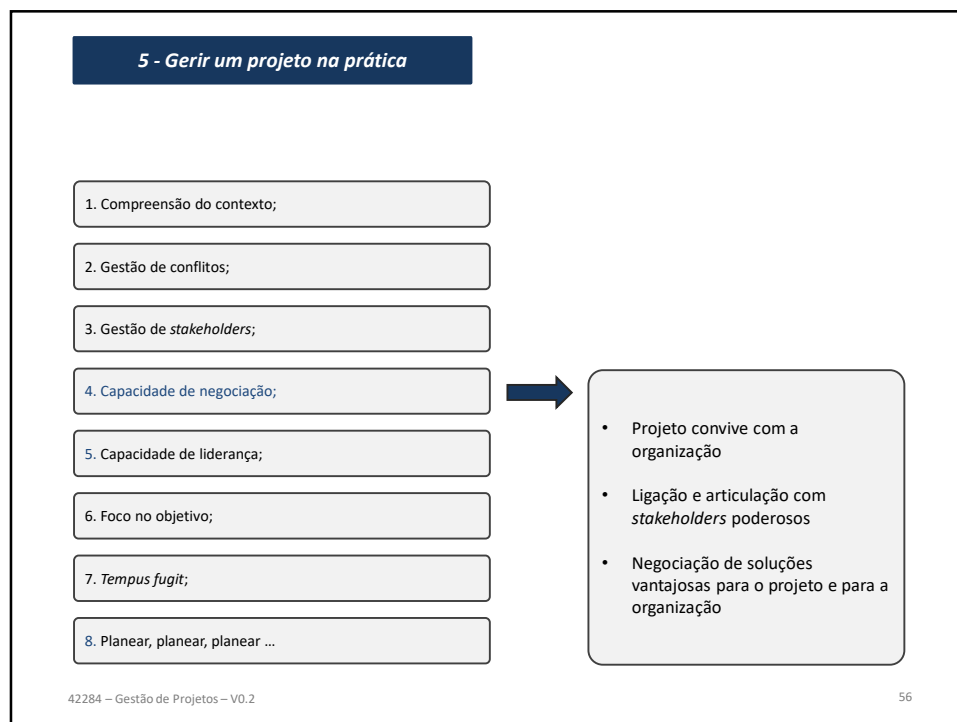 5 - Gerir um projeto na prática
1. Compreensão do contexto;
2. Gestão de conflitos;
3. Gestão de stakeholders;
4. Capacidade de negociação;
5. Capacidade de liderança;
6. Foco no objetivo;
7. Tempus fugit;
8. Planear, planear, planear ...
• Projeto convive com a
organização
• Ligação e articulação com
stakeholders poderosos
• Negociação de soluções
vantajosas para o projeto e para a
organização
42284 – Gestão de Projetos – V0.2
56